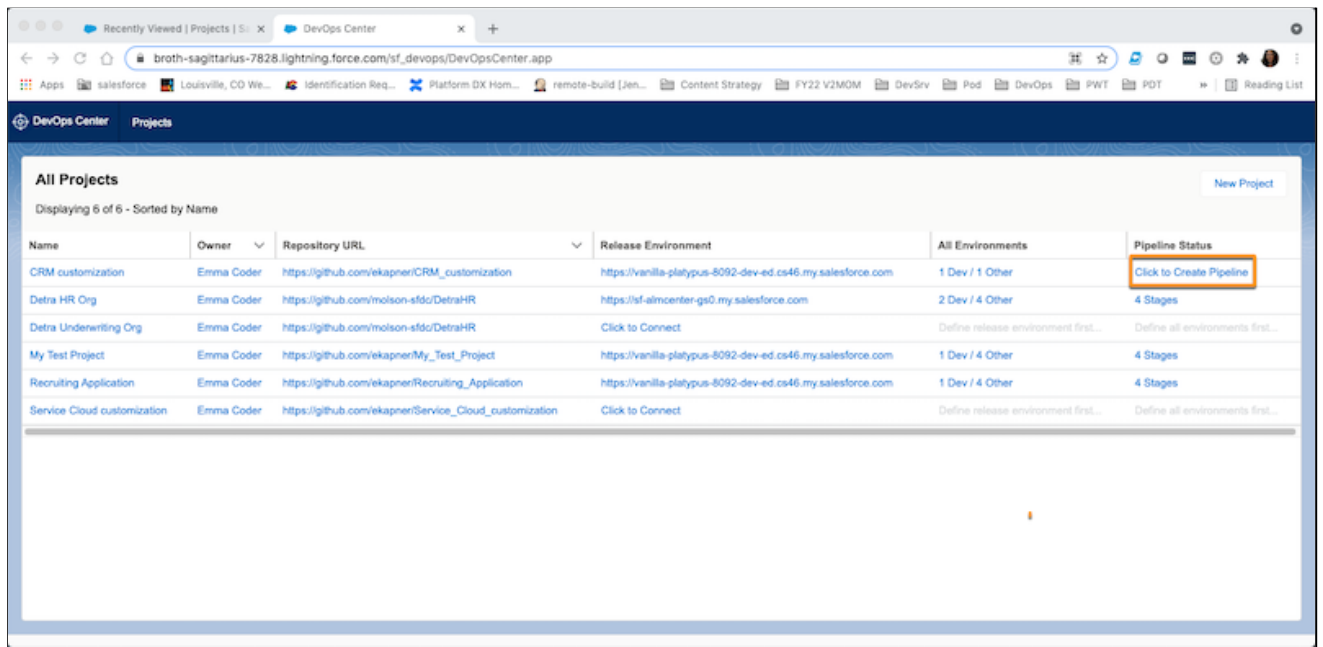 Recently Viewed | Projects | Sa
DevOps Center
broth-sagittarius-7828.lightning.force.com/sf_devops/DevOpsCenter.app
Apps salesforce Louisville, CO We... Identification Req... Platform DX Hom... remote-build [Jen... Content Strategy FY22 V2MOM DevSrv Pod DevOps PWT PDT » Reading List
DevOps Center Projects
All Projects
New Project
Displaying 6 of 6 - Sorted by Name
Name Owner Repository URL Release Environment All Environments Pipeline Status
CRM customization Emma Coder https://github.com/ekapner/CRM_customization https://vanilla-platypus-8092-dev-ed.cs46.my.salesforce.com 1 Dev / 1 Other Click to Create Pipeline
Detra HR Org Emma Coder https://github.com/molson-sfdc/DetraHR https://sf-almcenter-gs0.my.salesforce.com 2 Dev / 4 Other 4 Stages
Detra Underwriting Org Emma Coder https://github.com/molson-sfdc/DetraHR Click to Connect Define release environment first... Define all environments first...
My Test Project Emma Coder https://github.com/ekapner/My_Test_Project https://vanilla-platypus-8092-dev-ed.cs46.my.salesforce.com 1 Dev / 4 Other 4 Stages
Recruiting Application Emma Coder https://github.com/ekapner/Recruiting_Application https://vanilla-platypus-8092-dev-ed.cs46.my.salesforce.com 1 Dev / 4 Other 4 Stages
Service Cloud customization Emma Coder https://github.com/ekapner/Service_Cloud_customization Click to Connect Define release environment first... Define all environments first...